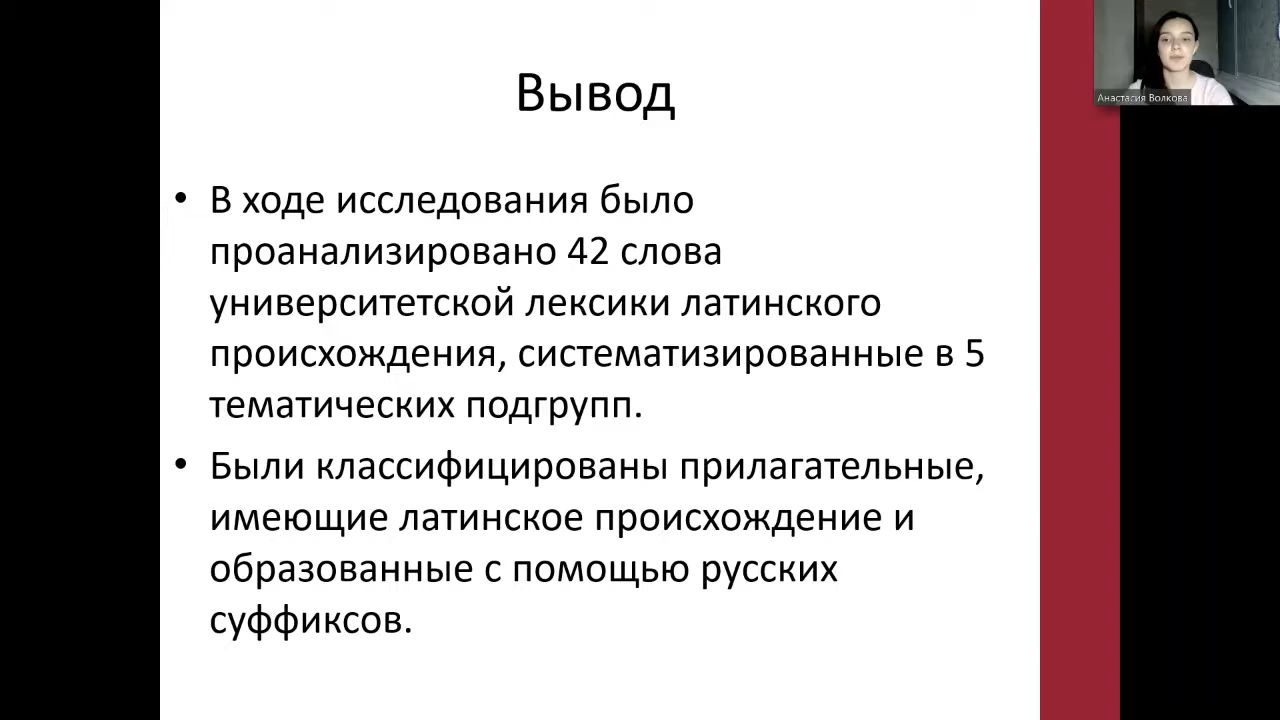 Вывод
• В ходе исследования было
проанализировано 42 слова
университетской лексики латинского
происхождения, систематизированные в 5
тематических подгрупп.
• Были классифицированы прилагательные,
имеющие латинское происхождение и
образованные с помощью русских
суффиксов.
Анастасия Волкова